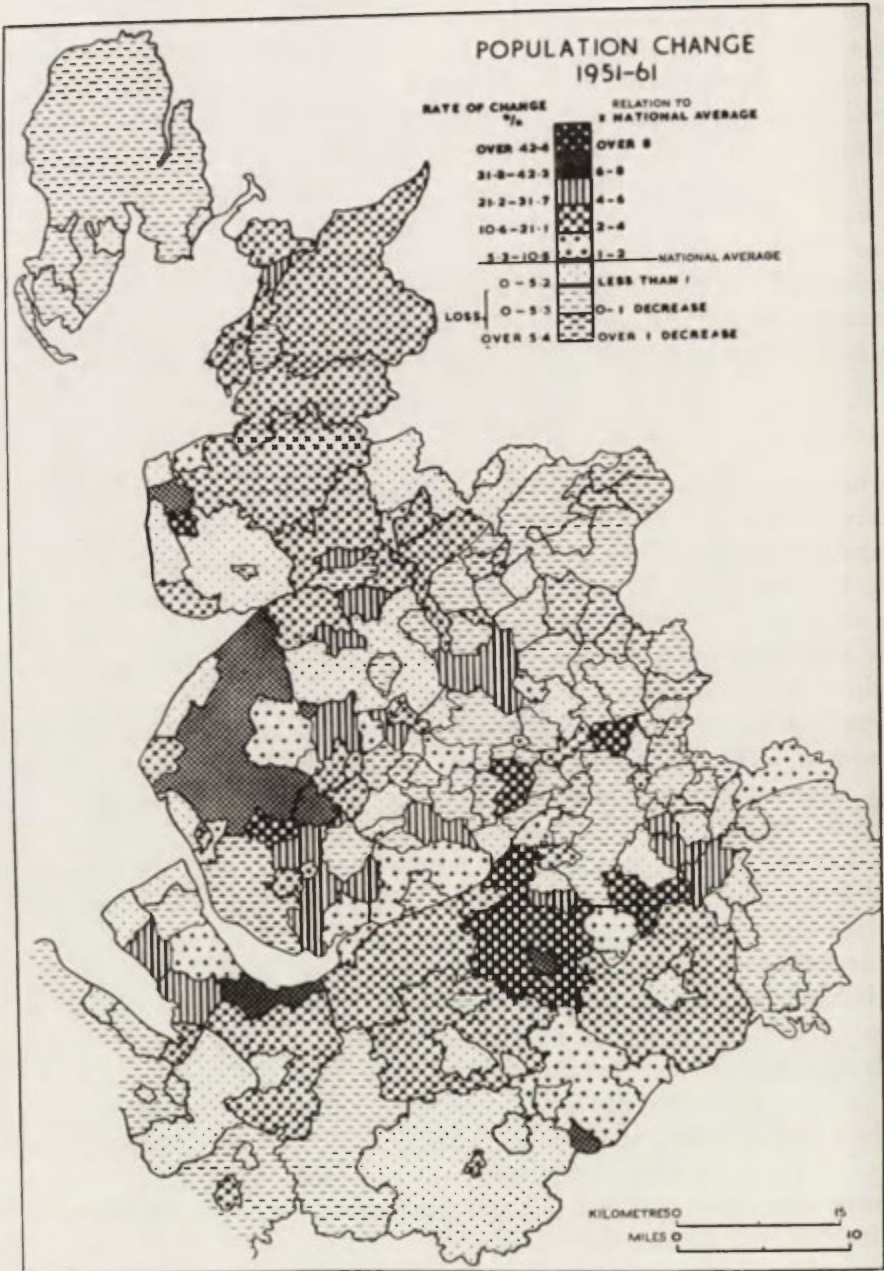 POPULATION CHANGE
1951-61
RATE OF CHANGE
%
RELATION TO
NATIONAL AVERAGE
OVER 42·4 OVER 8
31·8-42·3 6-8
21·2-31·7 4-6
10·6-21·1 2-4
5·3-10·5 1-2 NATIONAL AVERAGE
0-5·2 LESS THAN 1
LOSS 0-5·3 0-1 DECREASE
OVER 5·4 OVER 1 DECREASE
KILOMETRES 0 15
MILES 0 10